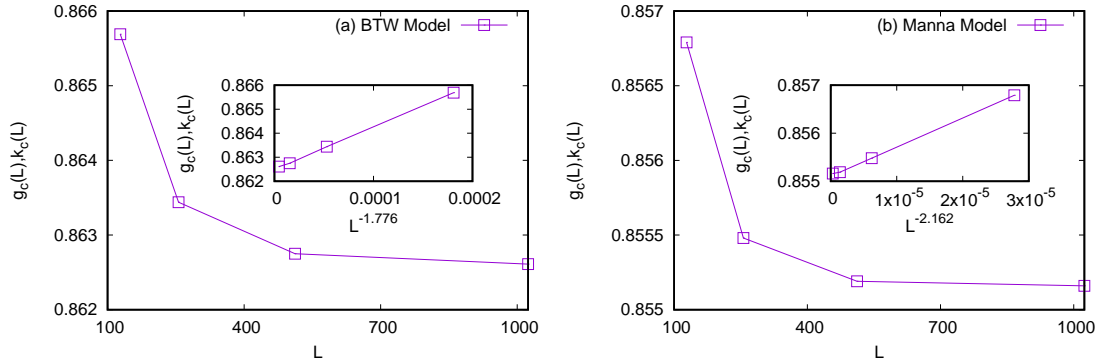 0.866
0.865
0.864
0.863
0.862
g_c(L),k_c(L)
100
400
700
1000
L
(a) BTW Model
0.866
0.865
0.864
0.863
0.862
g_c(L),k_c(L)
0
0.0001
0.0002
L^-1.776
0.857
0.8565
0.856
0.8555
0.855
g_c(L),k_c(L)
100
400
700
1000
L
(b) Manna Model
0.857
0.856
0.855
g_c(L),k_c(L)
0
1x10^-5
2x10^-5
3x10^-5
L^-2.162